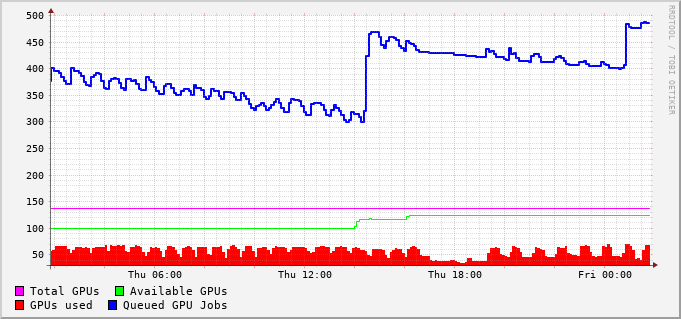 500
450
400
350
300
250
200
150
100
50
Thu 06:00 Thu 12:00 Thu 18:00 Fri 00:00
Total GPUs Available GPUs
GPUs used Queued GPU Jobs
RRDTOOL / TOBI OETIKER